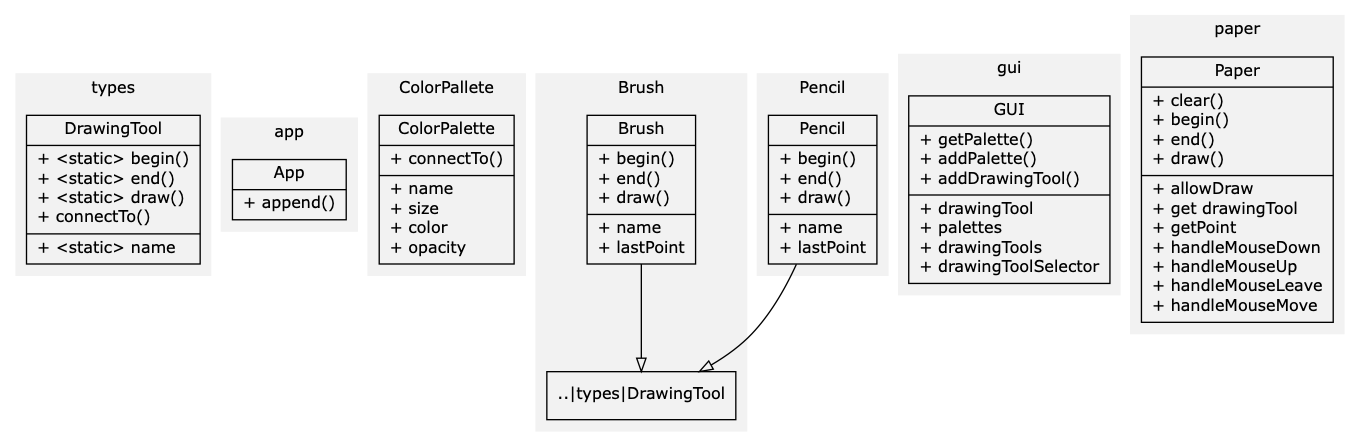 types
DrawingTool
+ <static> begin()
+ <static> end()
+ <static> draw()
+ connectTo()
+ <static> name
app
App
+ append()
ColorPallete
ColorPalette
+ connectTo()
+ name
+ size
+ color
+ opacity
Brush
Brush
+ begin()
+ end()
+ draw()
+ name
+ lastPoint
..|types|DrawingTool
Pencil
Pencil
+ begin()
+ end()
+ draw()
+ name
+ lastPoint
gui
GUI
+ getPalette()
+ addPalette()
+ addDrawingTool()
+ drawingTool
+ palettes
+ drawingTools
+ drawingToolSelector
paper
Paper
+ clear()
+ begin()
+ end()
+ draw()
+ allowDraw
+ get drawingTool
+ getPoint
+ handleMouseDown
+ handleMouseUp
+ handleMouseLeave
+ handleMouseMove